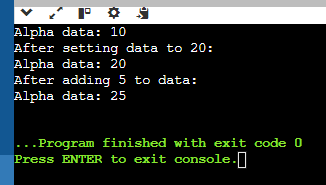 Alpha data: 10
After setting data to 20:
Alpha data: 20
After adding 5 to data:
Alpha data: 25
...Program finished with exit code 0
Press ENTER to exit console.